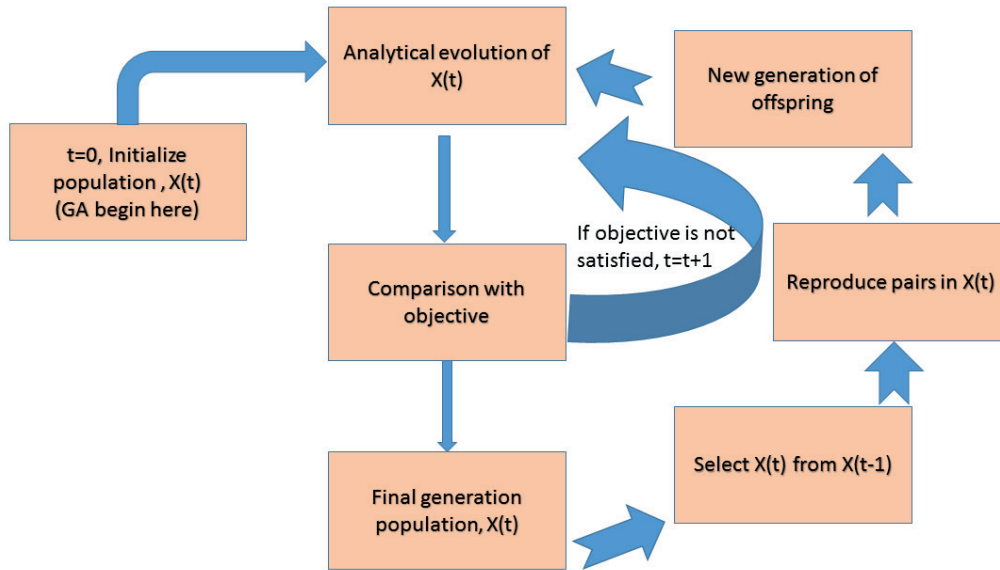 Analytical evolution of
X(t)
New generation of
offspring
t=0, Initialize
population , X(t)
(GA begin here)
If objective is not
satisfied, t=t+1
Reproduce pairs in X(t)
Comparison with
objective
Select X(t) from X(t-1)
Final generation
population, X(t)